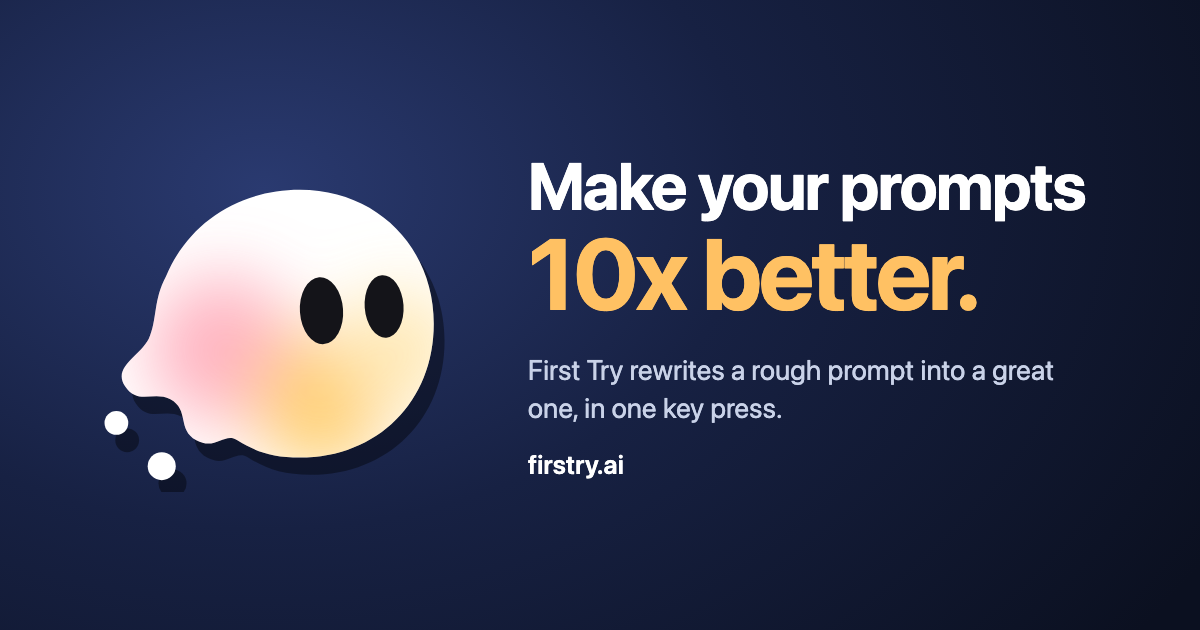 Make your prompts
10x better.
First Try rewrites a rough prompt into a great
one, in one key press.
firstry.ai